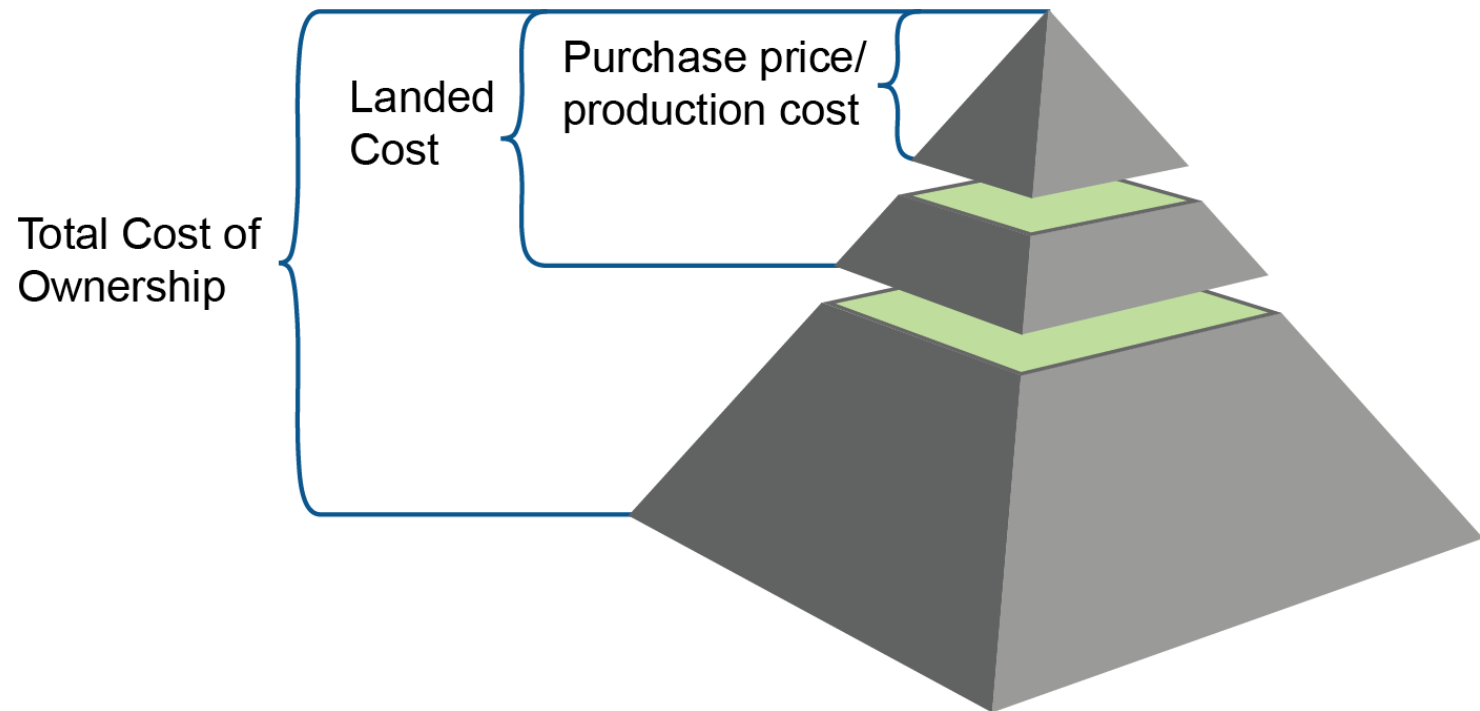 Purchase price/
production cost
Landed
Cost
Total Cost of
Ownership